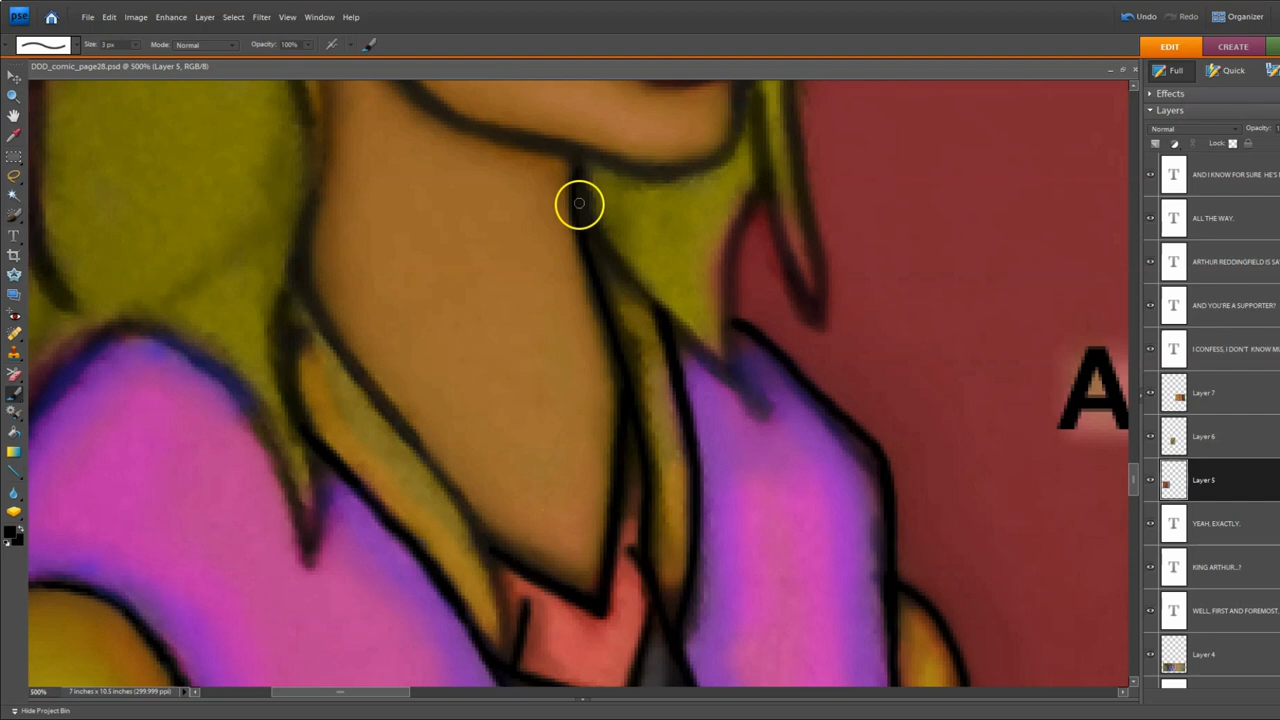 pse File Edit Image Enhance Layer Select Filter View Window Help Undo Redo Organizer
Size: 3 px Mode: Normal Opacity: 100% EDIT CREATE
DDD_comic_page28.psd @ 500% (Layer 5, RGB/8)
Full Quick
Effects
Layers
Normal Opacity: 1
Lock:
T AND I KNOW FOR SURE HE'S
T ALL THE WAY.
T ARTHUR REDDINGFIELD IS SA
T AND YOU'RE A SUPPORTER?
T I CONFESS, I DON'T KNOW MU
A
Layer 7
Layer 6
Layer 5
T YEAH, EXACTLY.
T KING ARTHUR...?
T WELL, FIRST AND FOREMOST,
Layer 4
500% 7 inches x 10.5 inches (299.999 ppi)
Hide Project Bin